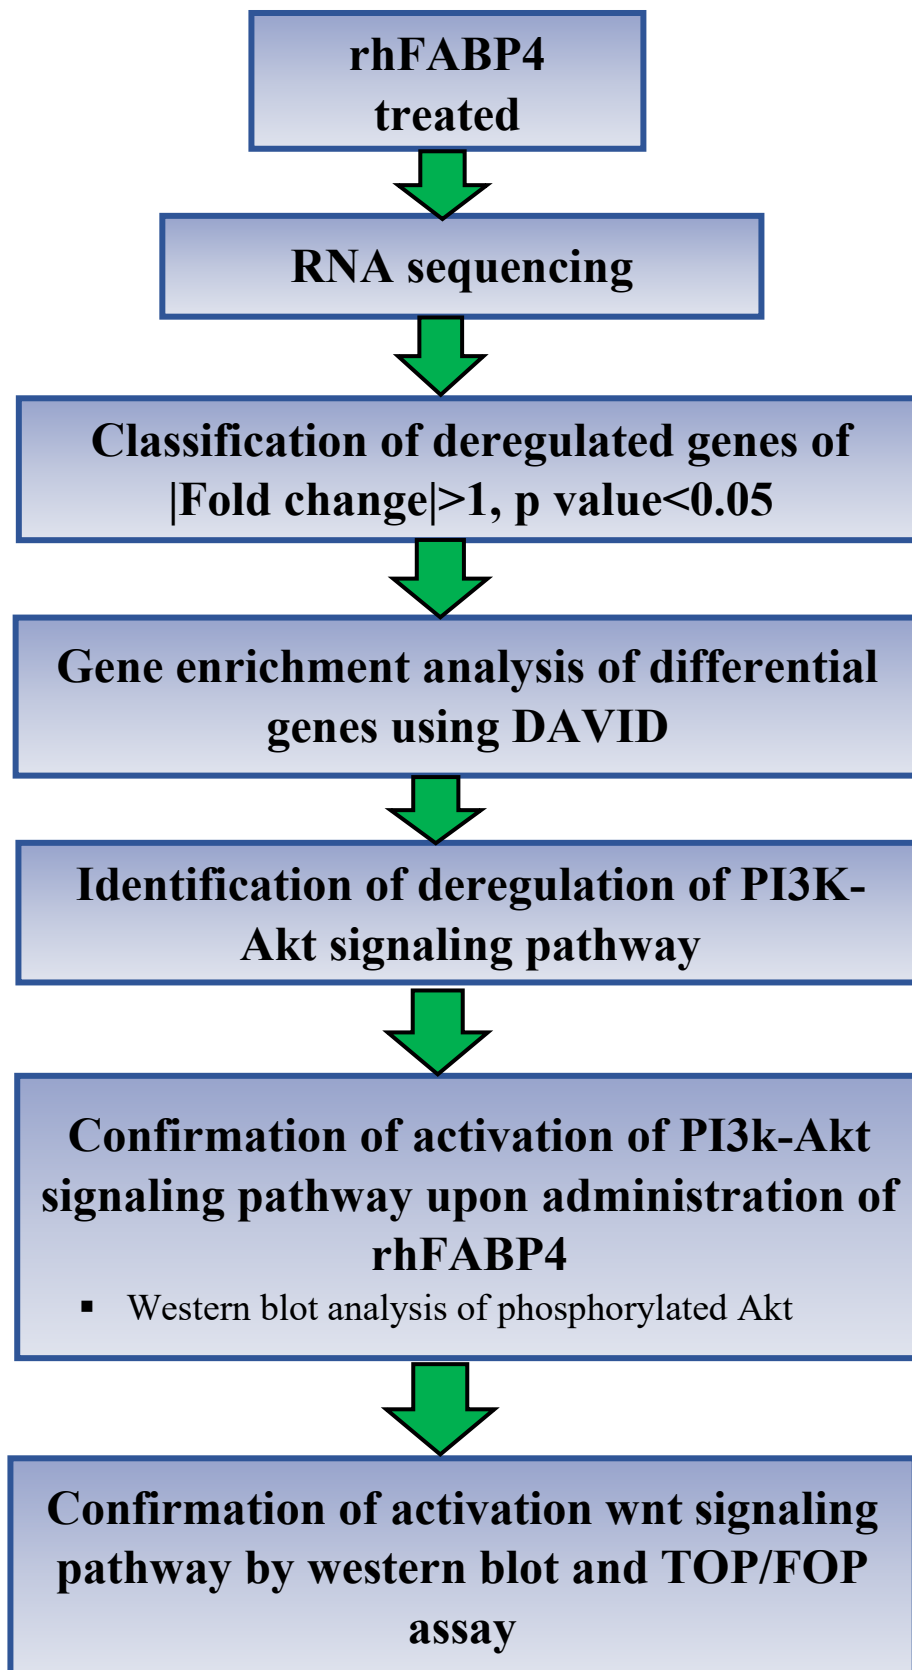 rhFABP4
treated
RNA sequencing
Classification of deregulated genes of
|Fold change|>1, p value<0.05
Gene enrichment analysis of differential
genes using DAVID
Identification of deregulation of PI3K-
Akt signaling pathway
Confirmation of activation of PI3k-Akt
signaling pathway upon administration of
rhFABP4
▪ Western blot analysis of phosphorylated Akt
Confirmation of activation wnt signaling
pathway by western blot and TOP/FOP
assay